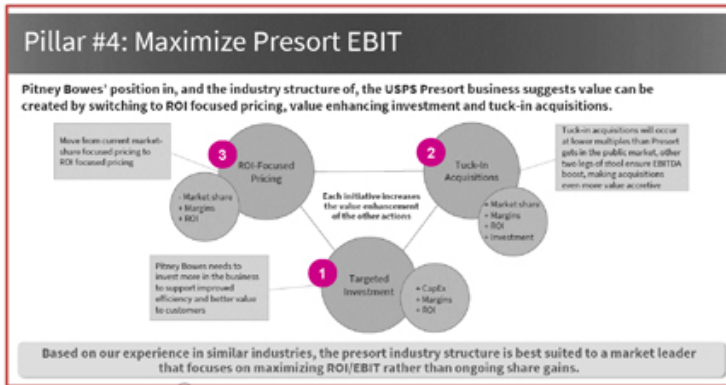 Pillar #4: Maximize Presort EBIT
Pitney Bowes' position in, and the industry structure of, the USPS Presort business suggests value can be
created by switching to ROI focused pricing, value enhancing investment and tuck-in acquisitions.
Move from current market-
share focused pricing to
ROI focused pricing
3
ROI-Focused
Pricing
- Market share
+ Margins
+ ROI
2
Tuck-In
Acquisitions
Tuck-in acquisitions will occur
at lower multiples than Presort
gets in the public market, other
two legs of stool ensure EBITDA
boost, making acquisitions
even more value accretive
+ Market share
+ Margins
+ ROI
+ Investment
Each initiative increases
the value enhancement
of the other actions
Pitney Bowes needs to
invest more in the business
to support improved
efficiency and better value
to customers
1
Targeted
Investment
+ CapEx
+ Margins
+ ROI
Based on our experience in similar industries, the presort industry structure is best suited to a market leader
that focuses on maximizing ROI/EBIT rather than ongoing share gains.